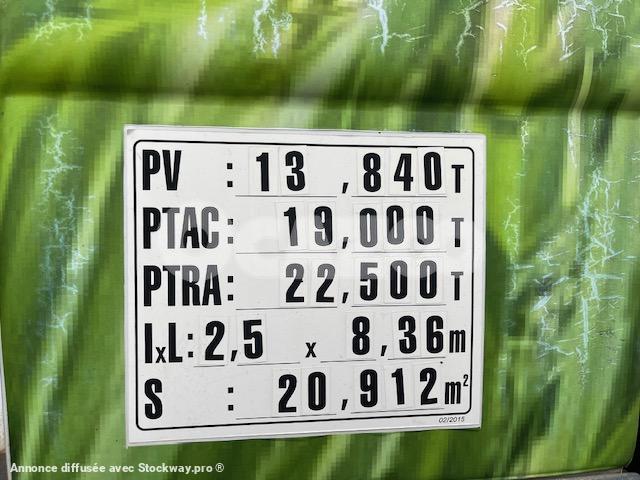 PV : 13,840 T
PTAC : 19,000 T
PTRA : 22,500 T
lxL : 2,5 x 8,36 m
S : 20,912 m²
02/2015
Annonce diffusée avec Stockway.pro ®